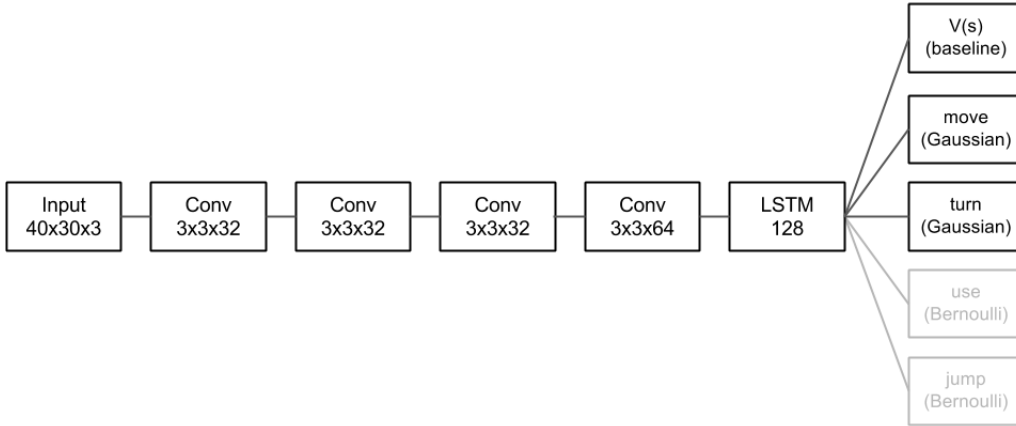 V(s)
(baseline)
move
(Gaussian)
Input
40x30x3
Conv
3x3x32
Conv
3x3x32
Conv
3x3x32
Conv
3x3x64
LSTM
128
turn
(Gaussian)
use
(Bernoulli)
jump
(Bernoulli)